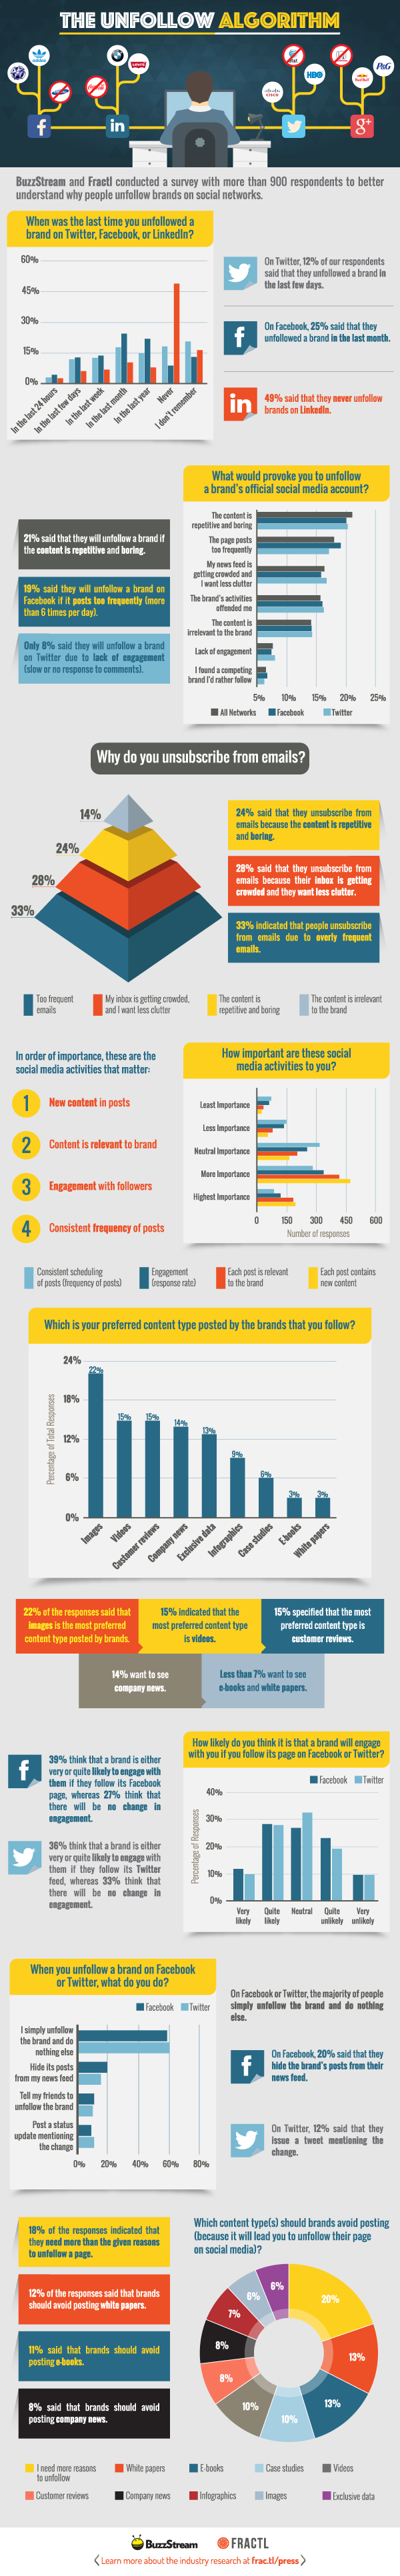 THE UNFOLLOW ALGORITHM
adidas
LEVI'S
HBO
P&G
cisco
Red Bull
BuzzStream and Fractl conducted a survey with more than 900 respondents to better
understand why people unfollow brands on social networks.
When was the last time you unfollowed a
brand on Twitter, Facebook, or LinkedIn?
60%
45%
30%
15%
0%
In the last 24 hours
In the last few days
In the last week
In the last month
In the last year
Never
I don't remember
On Twitter, 12% of our respondents
said that they unfollowed a brand in
the last few days.
On Facebook, 25% said that they
unfollowed a brand in the last month.
49% said that they never unfollow
brands on LinkedIn.
What would provoke you to unfollow
a brand's official social media account?
21% said that they will unfollow a brand if
the content is repetitive and boring.
19% said they will unfollow a brand on
Facebook if it posts too frequently (more
than 6 times per day).
Only 8% said they will unfollow a brand
on Twitter due to lack of engagement
(slow or no response to comments).
The content is
repetitive and boring
The page posts
too frequently
My news feed is
getting crowded and
I want less clutter
The brand's activities
offended me
The content is
irrelevant to the brand
Lack of engagement
I found a competing
brand I'd rather follow
5% 10% 15% 20% 25%
All Networks Facebook Twitter
Why do you unsubscribe from emails?
14%
24%
28%
33%
24% said that they unsubscribe from
emails because the content is repetitive
and boring.
28% said that they unsubscribe from
emails because their inbox is getting
crowded and they want less clutter.
33% indicated that people unsubscribe
from emails due to overly frequent
emails.
Too frequent
emails
My inbox is getting crowded,
and I want less clutter
The content is
repetitive and boring
The content is irrelevant
to the brand
In order of importance, these are the
social media activities that matter:
1 New content in posts
2 Content is relevant to brand
3 Engagement with followers
4 Consistent frequency of posts
How important are these social
media activities to you?
Least Importance
Less Importance
Neutral Importance
More Importance
Highest Importance
0 150 300 450 600
Number of responses
Consistent scheduling
of posts (frequency of posts)
Engagement
(response rate)
Each post is relevant
to the brand
Each post contains
new content
Which is your preferred content type posted by the brands that you follow?
Percentage of Total Responses
24%
18%
12%
6%
0%
22%
15%
15%
14%
13%
9%
6%
3%
3%
Images
Videos
Customer reviews
Company news
Exclusive data
Infographics
Case studies
E-books
White papers
22% of the responses said that
images is the most preferred
content type posted by brands.
15% indicated that the
most preferred content type
is videos.
15% specified that the most
preferred content type is
customer reviews.
14% want to see
company news.
Less than 7% want to see
e-books and white papers.
39% think that a brand is either
very or quite likely to engage with
them if they follow its Facebook
page, whereas 27% think that
there will be no change in
engagement.
36% think that a brand is either
very or quite likely to engage with
them if they follow its Twitter
feed, whereas 33% think that
there will be no change in
engagement.
How likely do you think it is that a brand will engage
with you if you follow its page on Facebook or Twitter?
Facebook Twitter
Percentage of Responses
40%
30%
20%
10%
0%
Very
likely
Quite
likely
Neutral
Quite
unlikely
Very
unlikely
When you unfollow a brand on Facebook
or Twitter, what do you do?
Facebook Twitter
I simply unfollow
the brand and do
nothing else
Hide its posts
from my news feed
Tell my friends to
unfollow the brand
Post a status
update mentioning
the change
0% 20% 40% 60% 80%
On Facebook or Twitter, the majority of people
simply unfollow the brand and do nothing
else.
On Facebook, 20% said that they
hide the brand's posts from their
news feed.
On Twitter, 12% said that they
issue a tweet mentioning the
change.
18% of the responses indicated that
they need more than the given reasons
to unfollow a page.
12% of the responses said that brands
should avoid posting white papers.
11% said that brands should avoid
posting e-books.
8% said that brands should avoid
posting company news.
Which content type(s) should brands avoid posting
(because it will lead you to unfollow their page
on social media)?
20%
13%
13%
10%
10%
8%
8%
7%
6%
6%
I need more reasons
to unfollow
White papers
E-books
Case studies
Videos
Customer reviews
Company news
Infographics
Images
Exclusive data
BuzzStream
FRACTL
Learn more about the industry research at frac.tl/press